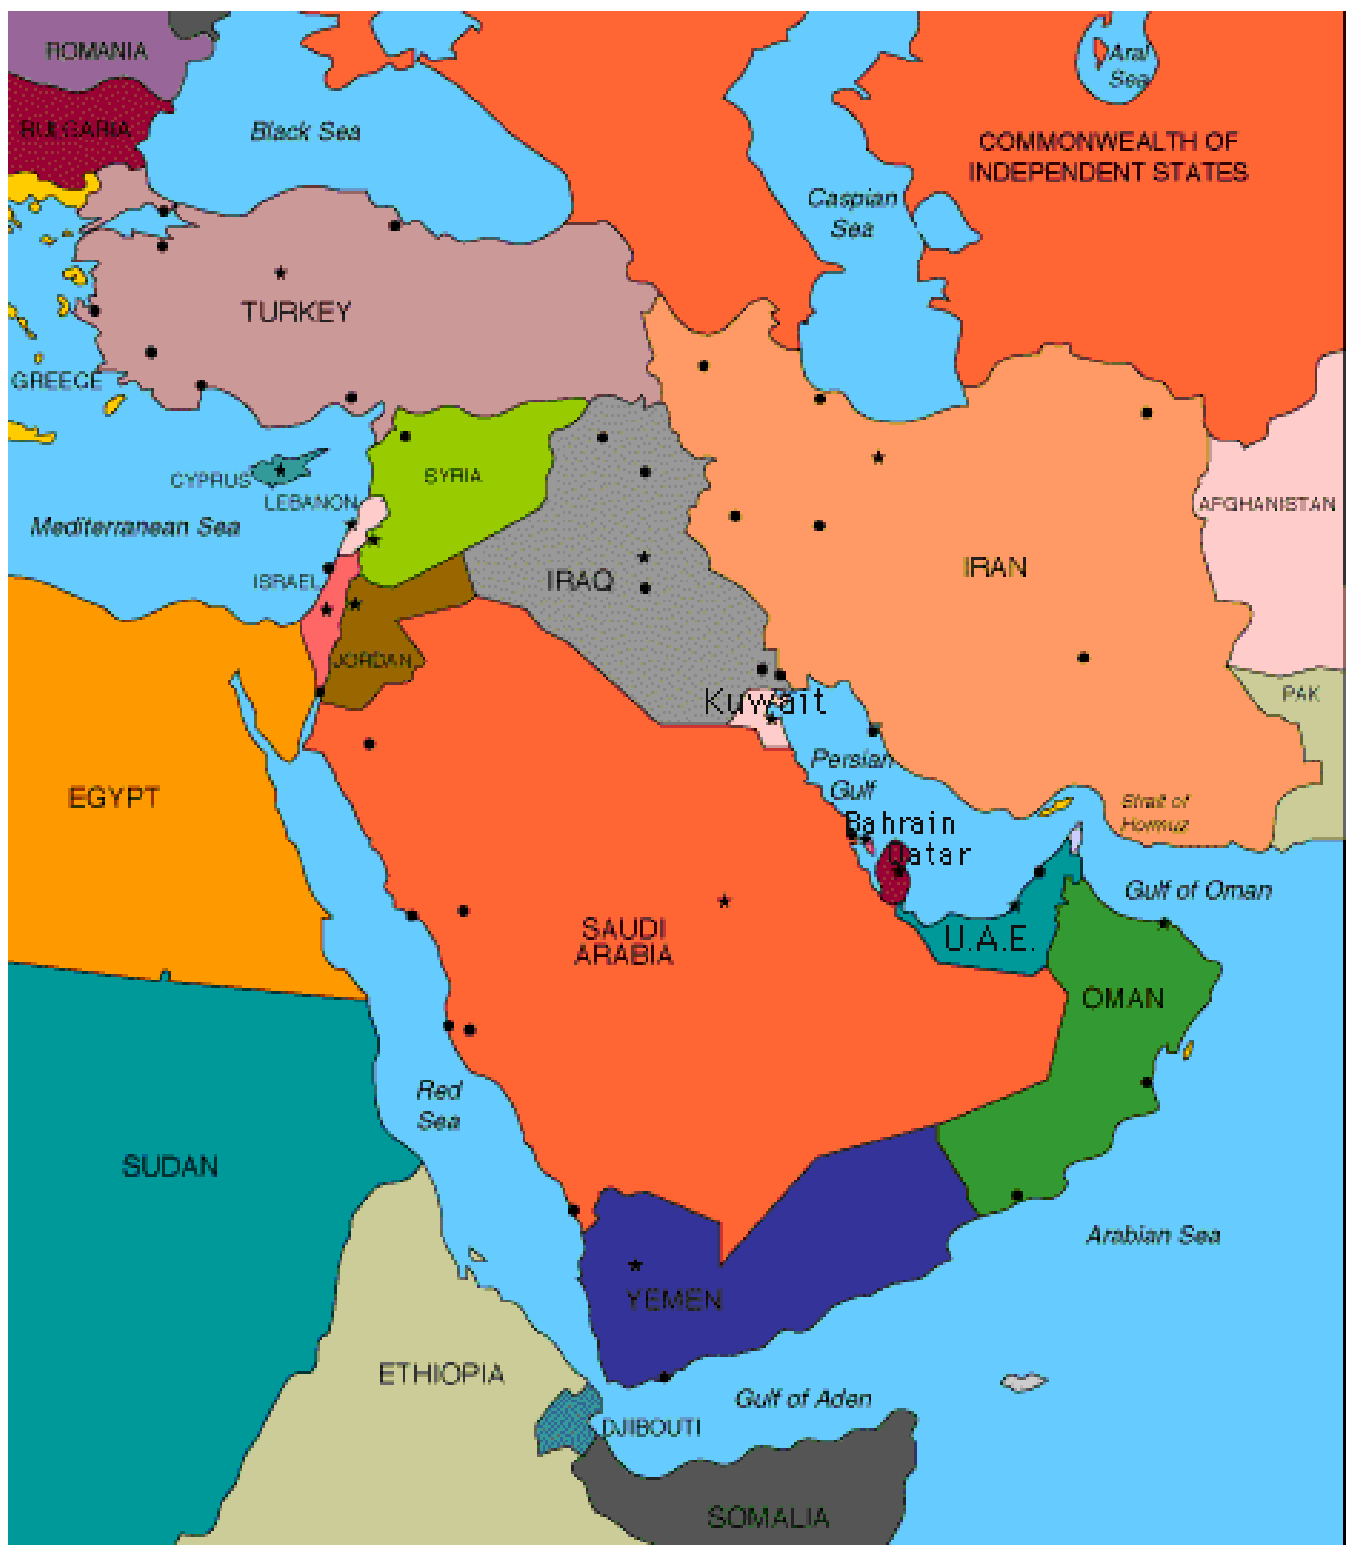 ROMANIA
Aral
Sea
BULGARIA
Black Sea
COMMONWEALTH OF
INDEPENDENT STATES
Caspian
Sea
TURKEY
GREECE
CYPRUS
SYRIA
LEBANON
AFGHANISTAN
Mediterranean Sea
IRAN
ISRAEL
IRAQ
JORDAN
PAK
Kuwait
Persian
Gulf
EGYPT
Strait of
Hormuz
Bahrain
Qatar
Gulf of Oman
SAUDI
ARABIA
U.A.E.
OMAN
Red
Sea
SUDAN
Arabian Sea
YEMEN
ETHIOPIA
Gulf of Aden
DJIBOUTI
SOMALIA